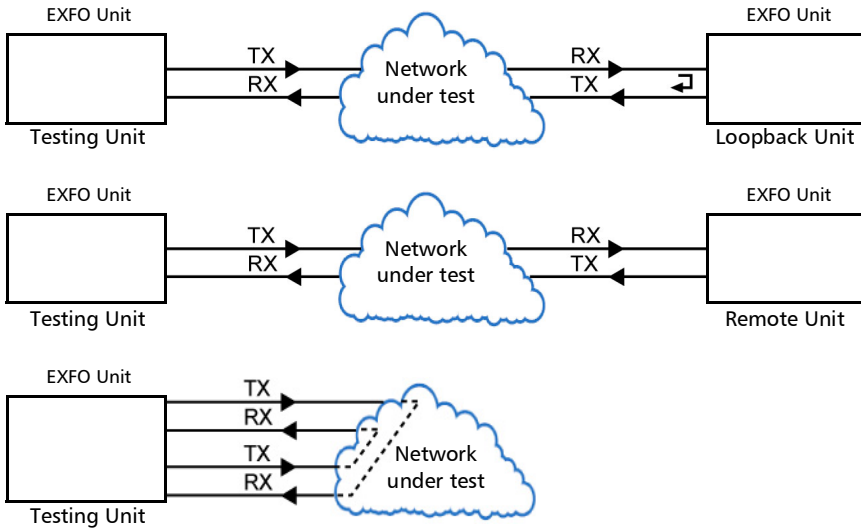 EXFO Unit
EXFO Unit
TX
RX
Network
under test
RX
TX
Testing Unit
Loopback Unit
EXFO Unit
EXFO Unit
TX
RX
Network
under test
RX
TX
Testing Unit
Remote Unit
EXFO Unit
TX
RX
TX
RX
Network
under test
Testing Unit